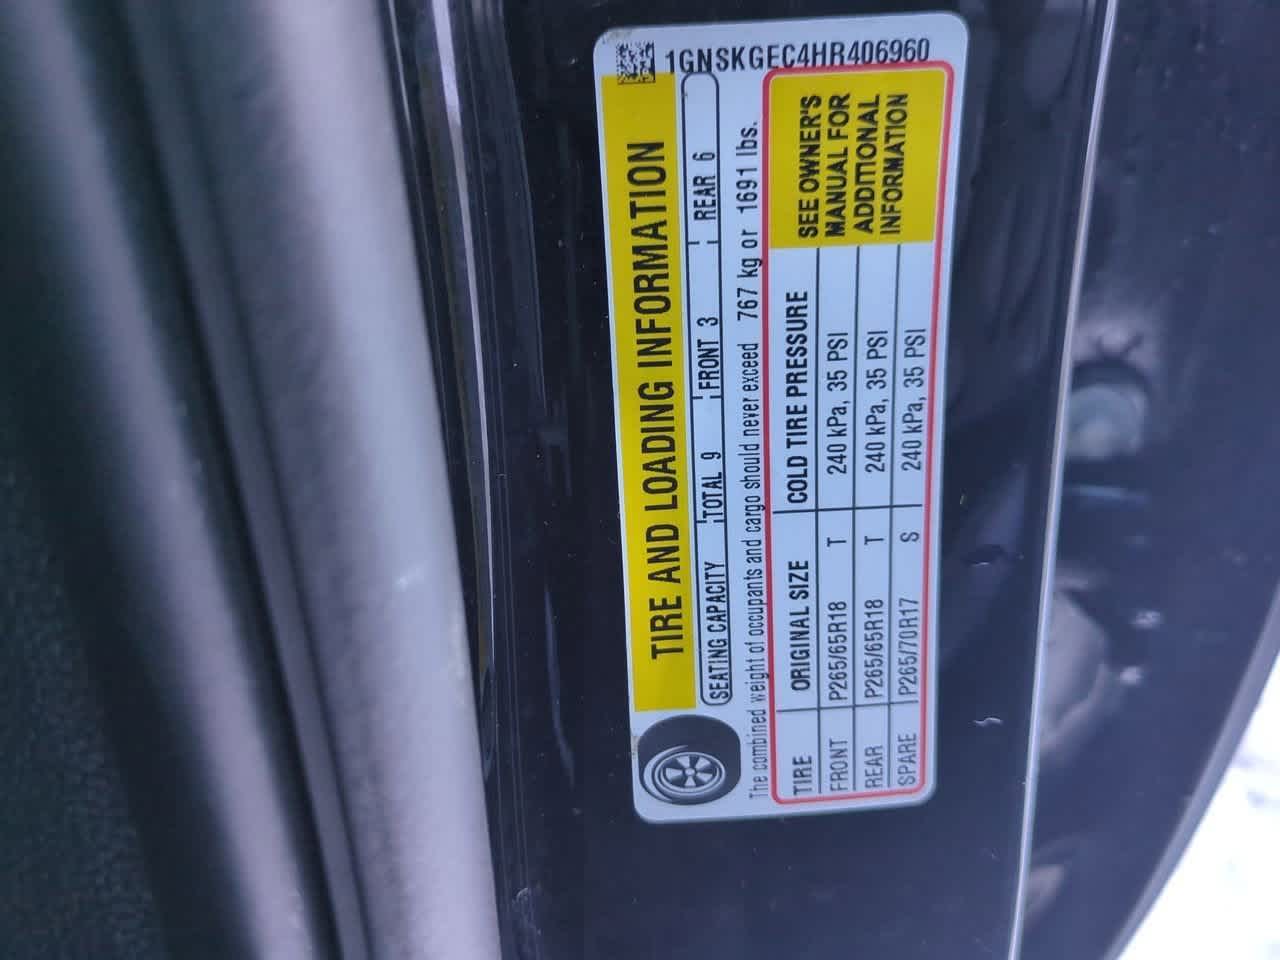 1GNSKGEC4HR406960
TIRE AND LOADING INFORMATION
SEATING CAPACITY TOTAL 9 FRONT 3 REAR 6
The combined weight of occupants and cargo should never exceed 767 kg or 1691 lbs.
TIRE ORIGINAL SIZE COLD TIRE PRESSURE
FRONT P265/65R18 T 240 kPa, 35 PSI
REAR P265/65R18 T 240 kPa, 35 PSI
SPARE P265/70R17 S 240 kPa, 35 PSI
SEE OWNER'S
MANUAL FOR
ADDITIONAL
INFORMATION